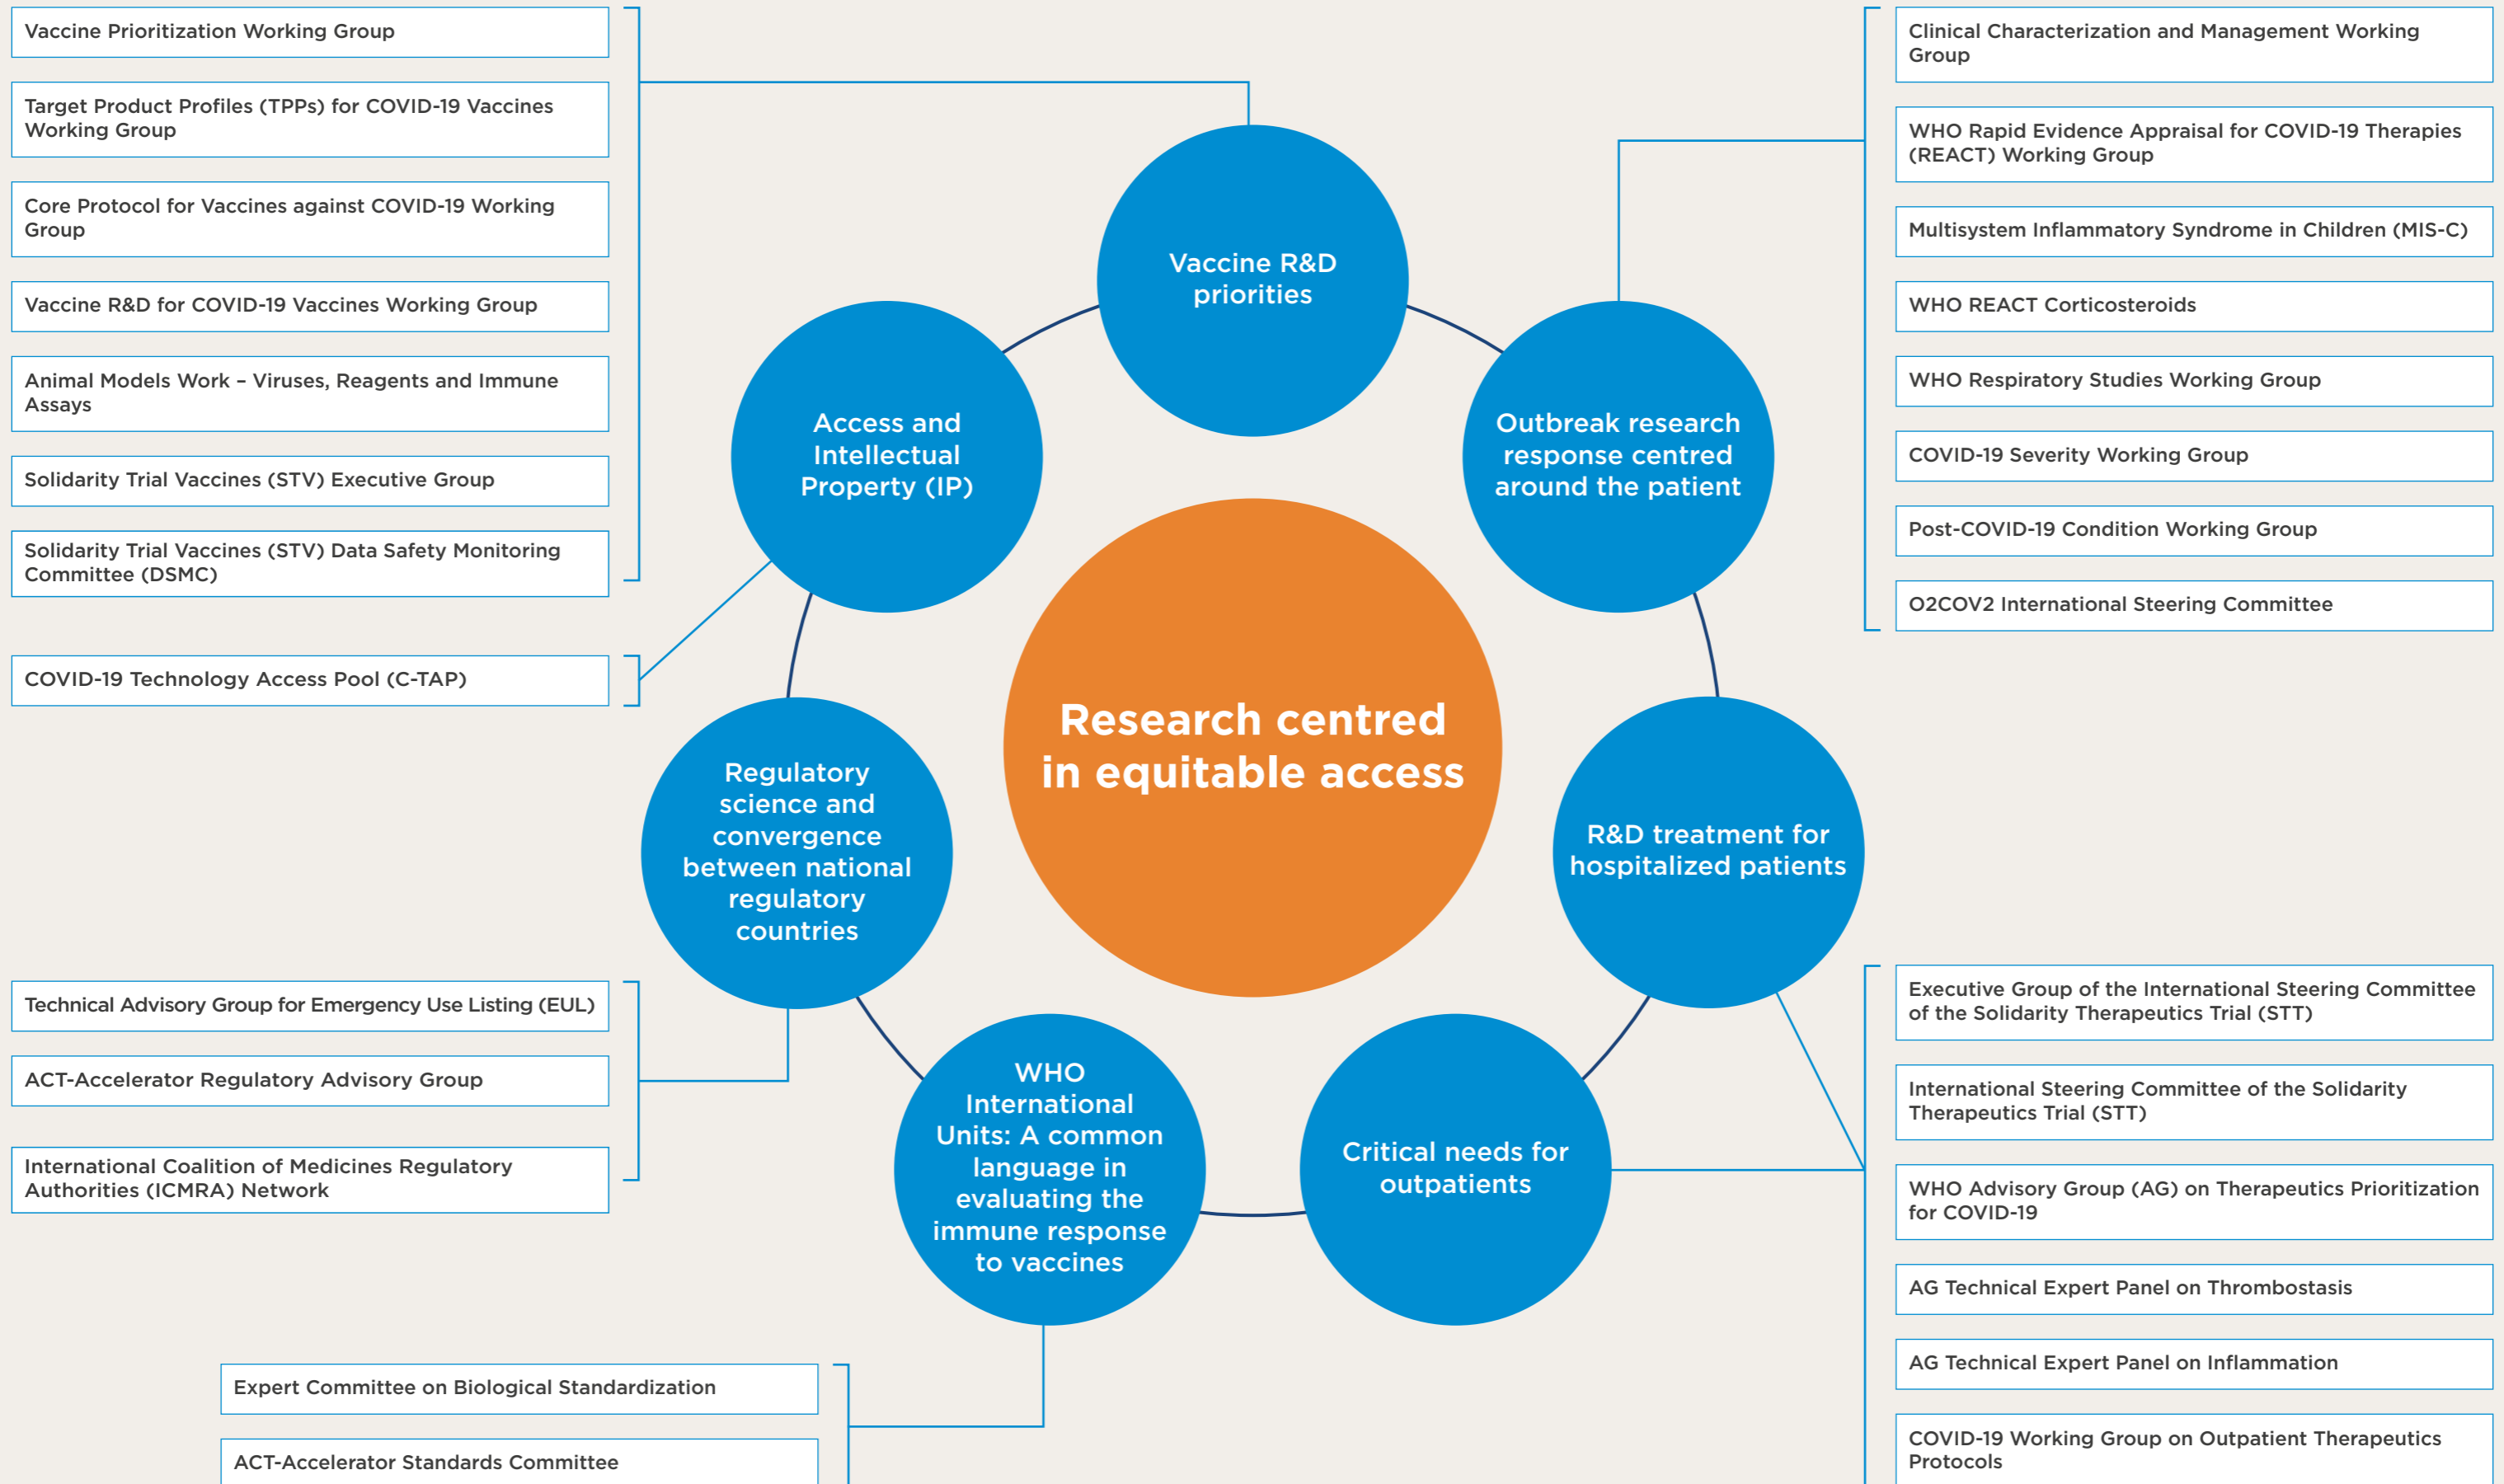 Vaccine Prioritization Working Group
Target Product Profiles (TPPs) for COVID-19 Vaccines
Working Group
Core Protocol for Vaccines against COVID-19 Working
Group
Vaccine R&D for COVID-19 Vaccines Working Group
Animal Models Work – Viruses, Reagents and Immune
Assays
Solidarity Trial Vaccines (STV) Executive Group
Solidarity Trial Vaccines (STV) Data Safety Monitoring
Committee (DSMC)
COVID-19 Technology Access Pool (C-TAP)
Technical Advisory Group for Emergency Use Listing (EUL)
ACT-Accelerator Regulatory Advisory Group
International Coalition of Medicines Regulatory
Authorities (ICMRA) Network
Expert Committee on Biological Standardization
ACT-Accelerator Standards Committee
Vaccine R&D
priorities
Access and
Intellectual
Property (IP)
Outbreak research
response centred
around the patient
Research centred
in equitable access
Regulatory
science and
convergence
between national
regulatory
countries
R&D treatment for
hospitalized patients
WHO
International
Units: A common
language in
evaluating the
immune response
to vaccines
Critical needs for
outpatients
Clinical Characterization and Management Working
Group
WHO Rapid Evidence Appraisal for COVID-19 Therapies
(REACT) Working Group
Multisystem Inflammatory Syndrome in Children (MIS-C)
WHO REACT Corticosteroids
WHO Respiratory Studies Working Group
COVID-19 Severity Working Group
Post-COVID-19 Condition Working Group
O2COV2 International Steering Committee
Executive Group of the International Steering Committee
of the Solidarity Therapeutics Trial (STT)
International Steering Committee of the Solidarity
Therapeutics Trial (STT)
WHO Advisory Group (AG) on Therapeutics Prioritization
for COVID-19
AG Technical Expert Panel on Thrombostasis
AG Technical Expert Panel on Inflammation
COVID-19 Working Group on Outpatient Therapeutics
Protocols